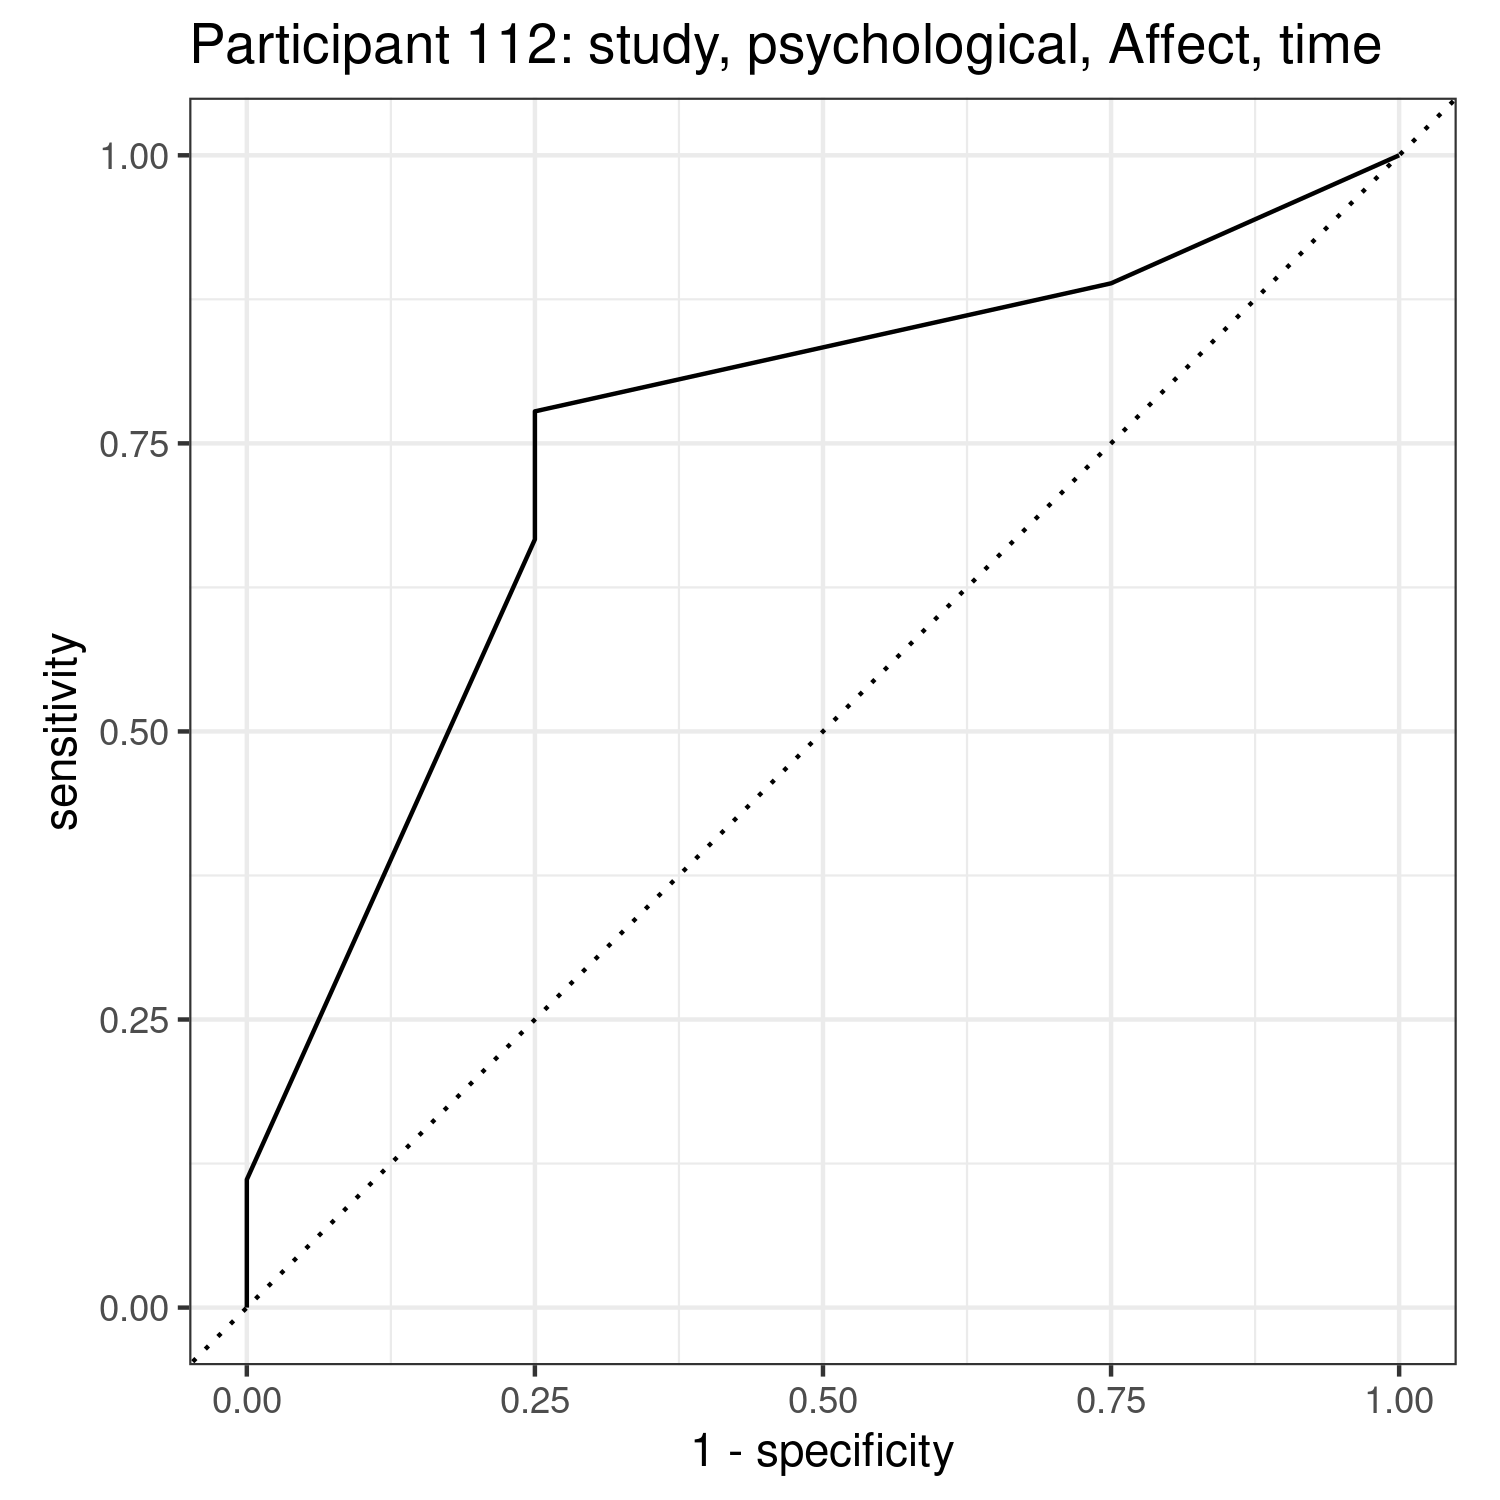 Participant 112: study, psychological, Affect, time
1.00
0.75
0.50
0.25
0.00
sensitivity
0.00 0.25 0.50 0.75 1.00
1 - specificity